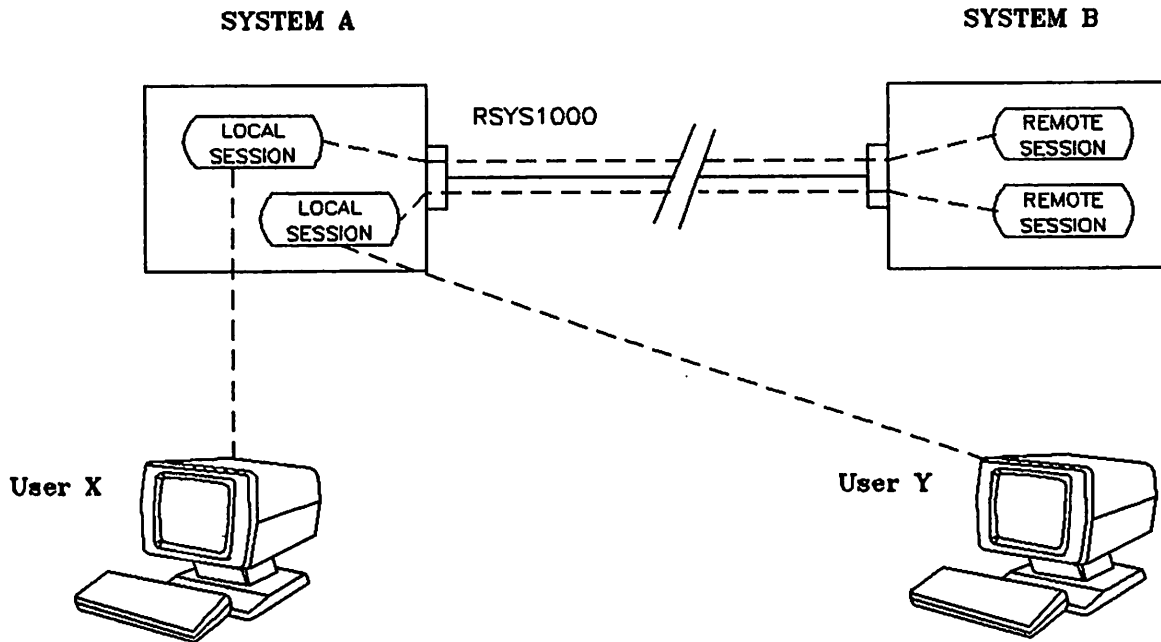 SYSTEM A
SYSTEM B
RSYS1000
LOCAL
SESSION
LOCAL
SESSION
REMOTE
SESSION
REMOTE
SESSION
User X
User Y